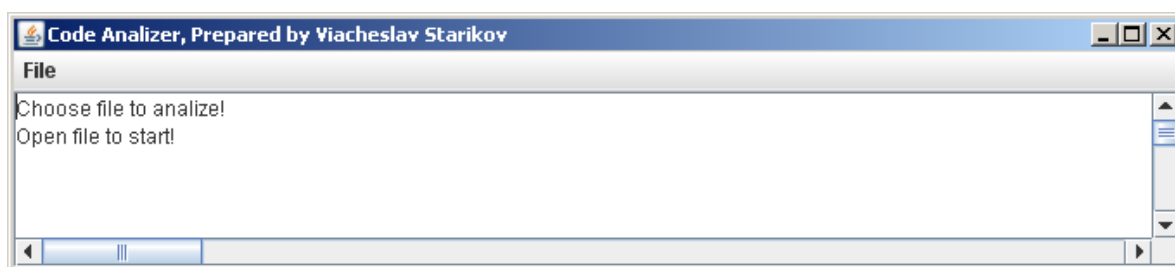 Code Analizer, Prepared by Viacheslav Starikov
File
Choose file to analize!
Open file to start!